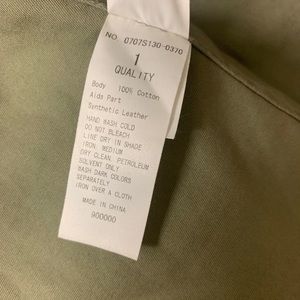 NO. 0707S130-0370
1
QUALITY
Body 100% Cotton
Aids Part
Synthetic Leather
HAND WASH COLD
DO NOT BLEACH
LINE DRY IN SHADE
IRON. MEDIUM
DRY CLEAN. PETROLEUM
SOLVENT ONLY
WASH DARK COLORS
SEPARATELY
IRON OVER A CLOTH
MADE IN CHINA
900000